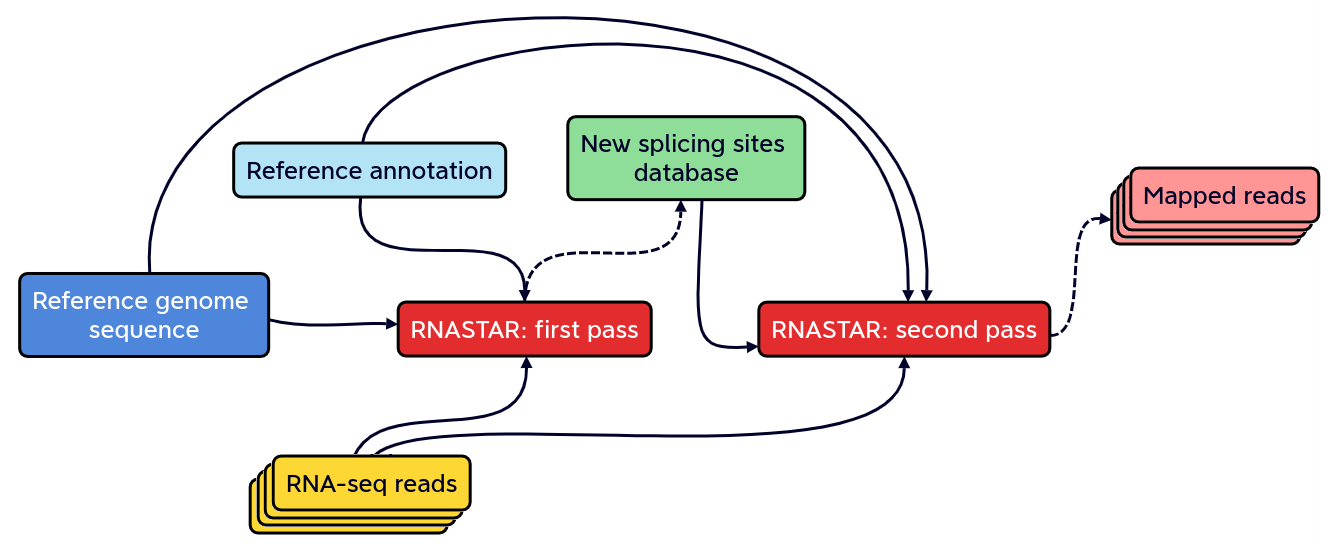 New splicing sites
database
Reference annotation
Mapped reads
Reference genome
sequence
RNASTAR: first pass
RNASTAR: second pass
RNA-seq reads